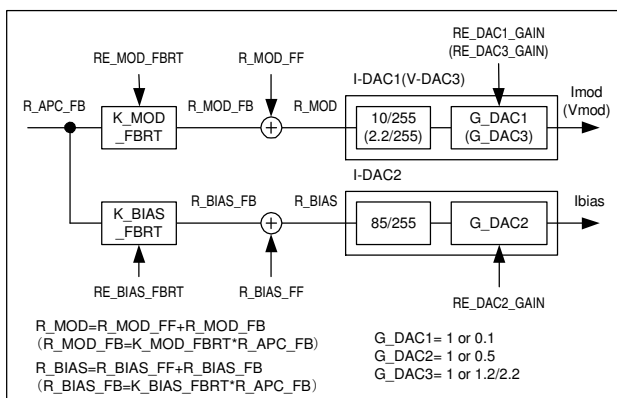 RE_DAC1_GAIN
(RE_DAC3_GAIN)
RE_MOD_FBRT
R_MOD_FF
I-DAC1(V-DAC3)
Imod
(Vmod)
R_APC_FB
K_MOD
_FBRT
R_MOD_FB
R_MOD
10/255
(2.2/255)
G_DAC1
(G_DAC3)
I-DAC2
K_BIAS
_FBRT
R_BIAS_FB
R_BIAS
85/255
G_DAC2
Ibias
RE_BIAS_FBRT
R_BIAS_FF
RE_DAC2_GAIN
R_MOD=R_MOD_FF+R_MOD_FB
(R_MOD_FB=K_MOD_FBRT*R_APC_FB)
R_BIAS=R_BIAS_FF+R_BIAS_FB
(R_BIAS_FB=K_BIAS_FBRT*R_APC_FB)
G_DAC1= 1 or 0.1
G_DAC2= 1 or 0.5
G_DAC3= 1 or 1.2/2.2